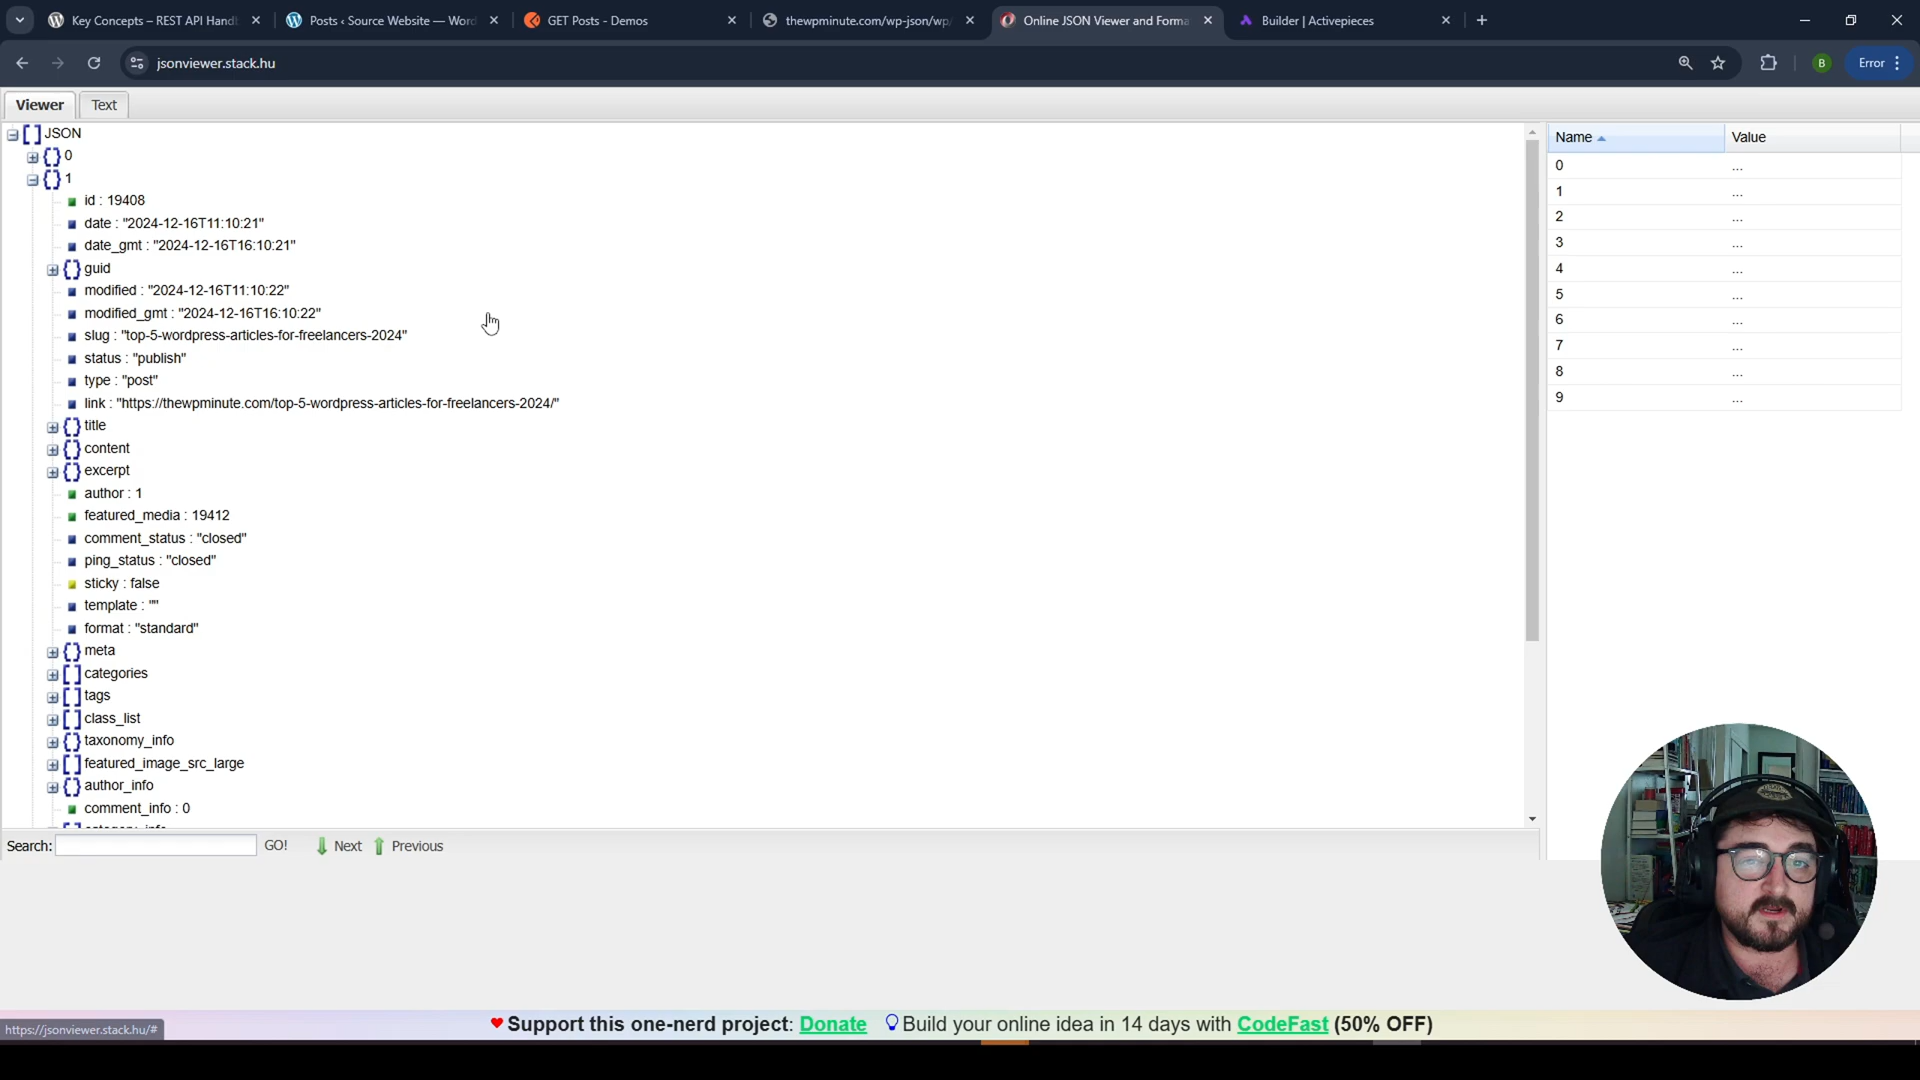 Key Concepts – REST API Handl
Posts ‹ Source Website — Word
GET Posts - Demos
thewpminute.com/wp-json/wp/
Online JSON Viewer and Forma
Builder | Activepieces
jsonviewer.stack.hu
B
Error
Viewer
Text
JSON
0
1
id : 19408
date : "2024-12-16T11:10:21"
date_gmt : "2024-12-16T16:10:21"
guid
modified : "2024-12-16T11:10:22"
modified_gmt : "2024-12-16T16:10:22"
slug : "top-5-wordpress-articles-for-freelancers-2024"
status : "publish"
type : "post"
link : "https://thewpminute.com/top-5-wordpress-articles-for-freelancers-2024/"
title
content
excerpt
author : 1
featured_media : 19412
comment_status : "closed"
ping_status : "closed"
sticky : false
template : ""
format : "standard"
meta
categories
tags
class_list
taxonomy_info
featured_image_src_large
author_info
comment_info : 0
Name Value
0 ...
1 ...
2 ...
3 ...
4 ...
5 ...
6 ...
7 ...
8 ...
9 ...
Search: GO! Next Previous
https://jsonviewer.stack.hu/#
Support this one-nerd project: Donate Build your online idea in 14 days with CodeFast (50% OFF)